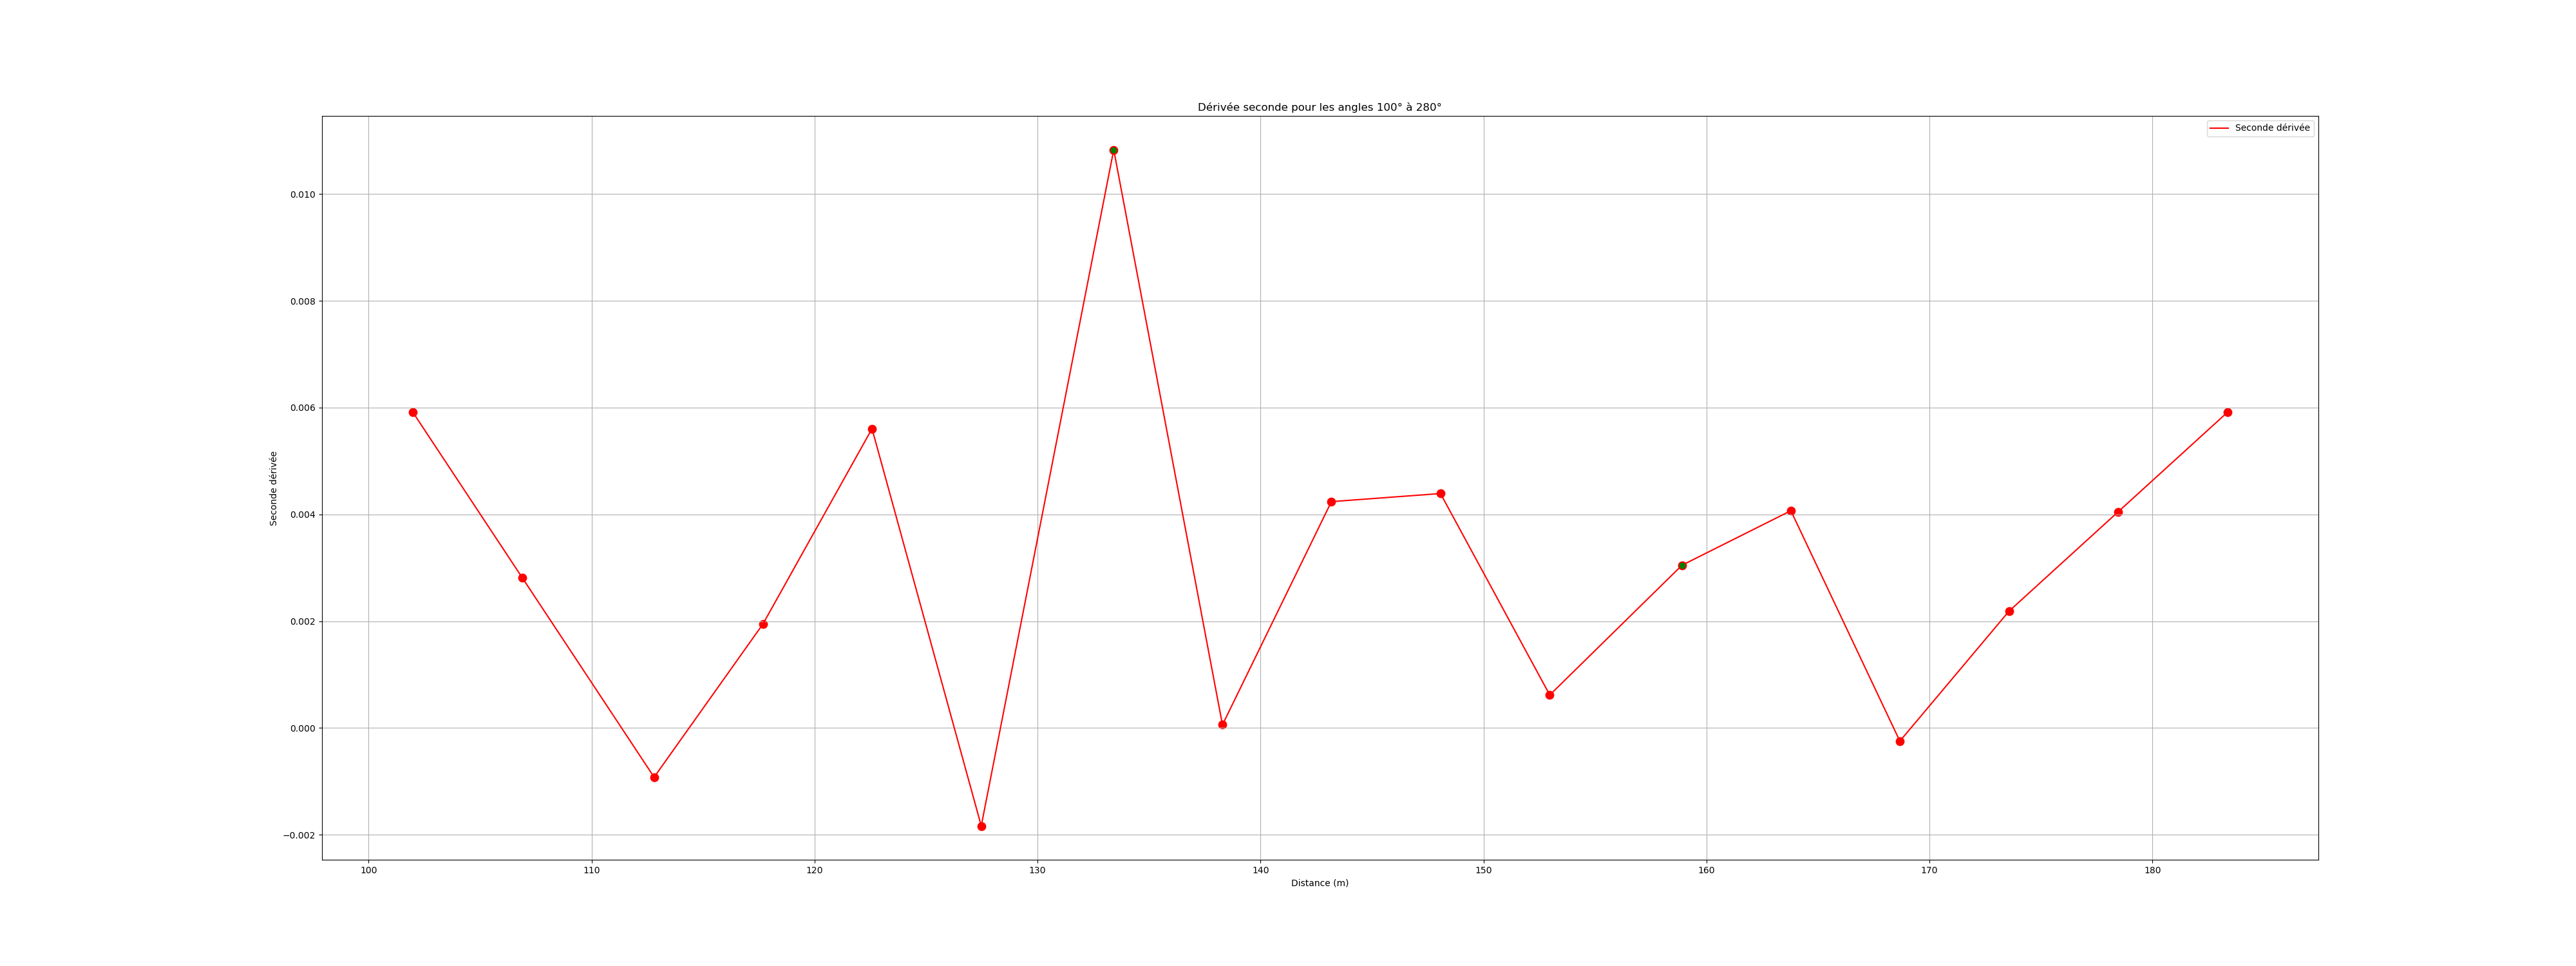 Dérivée seconde pour les angles 100° à 280°
Seconde dérivée
0.010
0.008
0.006
0.004
0.002
0.000
−0.002
Seconde dérivée
100 110 120 130 140 150 160 170 180
Distance (m)